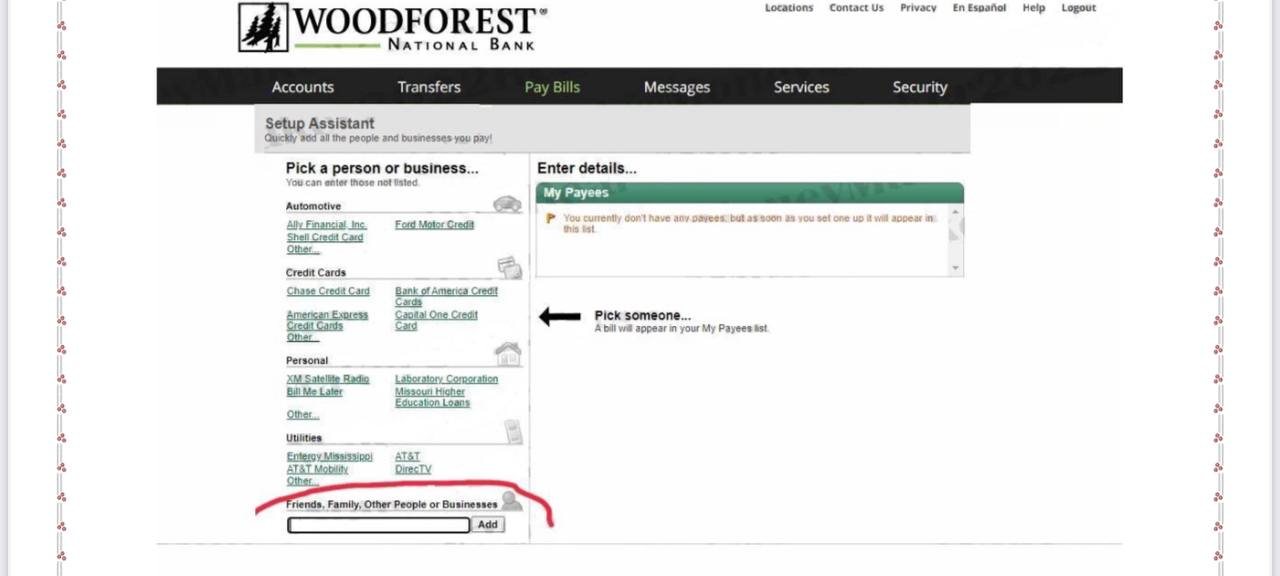 WOODFOREST®
NATIONAL BANK
Locations Contact Us Privacy En Español Help Logout
Accounts Transfers Pay Bills Messages Services Security
Setup Assistant
Quickly add all the people and businesses you pay!
Pick a person or business...
You can enter those not listed.
Automotive
Ally Financial, Inc. Ford Motor Credit
Shell Credit Card
Other...
Credit Cards
Chase Credit Card Bank of America Credit
Cards
American Express Capital One Credit
Credit Cards Card
Other...
Personal
XM Satellite Radio Laboratory Corporation
Bill Me Later Missouri Higher
Education Loans
Other...
Utilities
Entergy Mississippi AT&T
AT&T Mobility DirecTV
Other...
Friends, Family, Other People or Businesses
Add
Enter details...
My Payees
You currently don't have any payees, but as soon as you set one up it will appear in
this list.
Pick someone...
A bill will appear in your My Payees list.